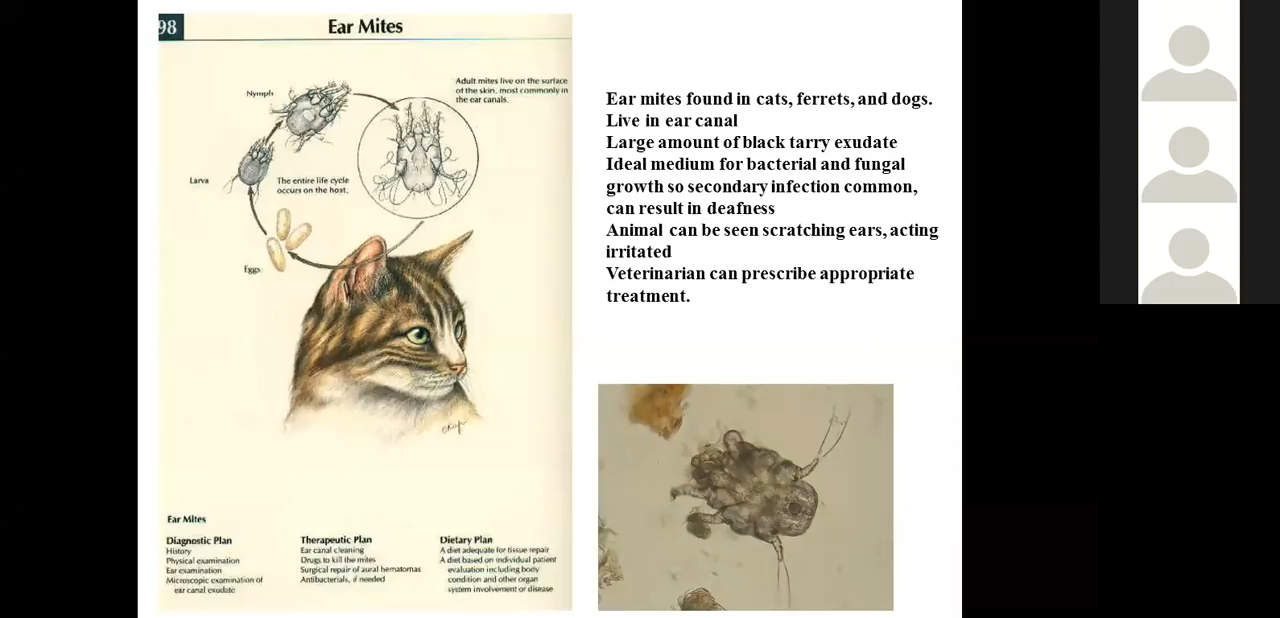 98
Ear Mites
Adult mites live on the surface
of the skin, most commonly in
the ear canals.
Nymph
Larva
The entire life cycle
occurs on the host.
Eggs
Ear Mites
Diagnostic Plan
History
Physical examination
Ear examination
Microscopic examination of
ear canal exudate
Therapeutic Plan
Ear canal cleaning
Drugs to kill the mites
Surgical repair of aural hematomas
Antibacterials, if needed
Dietary Plan
A diet adequate for tissue repair
A diet based on individual patient
evaluation including body
condition and other organ
system involvement or disease
Ear mites found in cats, ferrets, and dogs.
Live in ear canal
Large amount of black tarry exudate
Ideal medium for bacterial and fungal
growth so secondary infection common,
can result in deafness
Animal can be seen scratching ears, acting
irritated
Veterinarian can prescribe appropriate
treatment.